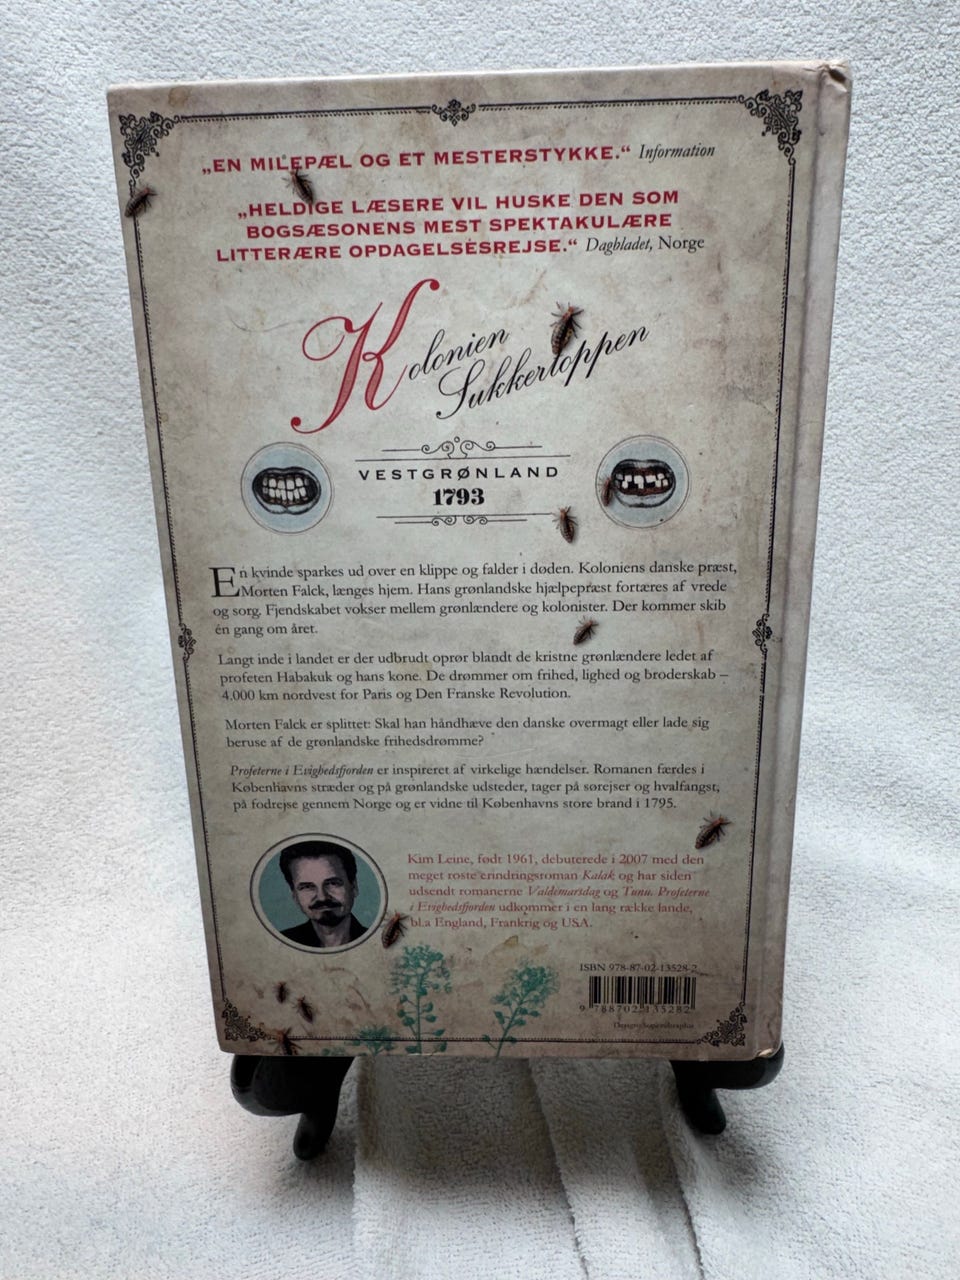 „EN MILEPÆL OG ET MESTERSTYKKE.“ Information
„HELDIGE LÆSERE VIL HUSKE DEN SOM
BOGSÆSONENS MEST SPEKTAKULÆRE
LITTERÆRE OPDAGELSESREJSE.“ Dagbladet, Norge
Kolonien
Sukkertoppen
VESTGRØNLAND
1793
En kvinde sparkes ud over en klippe og falder i døden. Koloniens danske præst,
Morten Falck, længes hjem. Hans grønlandske hjælpepræst fortæres af vrede
og sorg. Fjendskabet vokser mellem grønlændere og kolonister. Der kommer skib
én gang om året.
Langt inde i landet er der udbrudt oprør blandt de kristne grønlændere ledet af
profeten Habakuk og hans kone. De drømmer om frihed, lighed og broderskab –
4.000 km nordvest for Paris og Den Franske Revolution.
Morten Falck er splittet: Skal han håndhæve den danske overmagt eller lade sig
beruse af de grønlandske frihedsdrømme?
Profeterne i Evighedsfjorden er inspireret af virkelige hændelser. Romanen færdes i
Københavns stræder og på grønlandske udsteder, tager på sørejser og hvalfangst,
på fodrejse gennem Norge og er vidne til Københavns store brand i 1795.
Kim Leine, født 1961, debuterede i 2007 med den
meget roste erindringsroman Kalak og har siden
udsendt romanerne Valdemarsdag og Tunu. Profeterne
i Evighedsfjorden udkommer i en lang række lande,
bl.a England, Frankrig og USA.
ISBN 978-87-02-13528-2
9 788702 135282